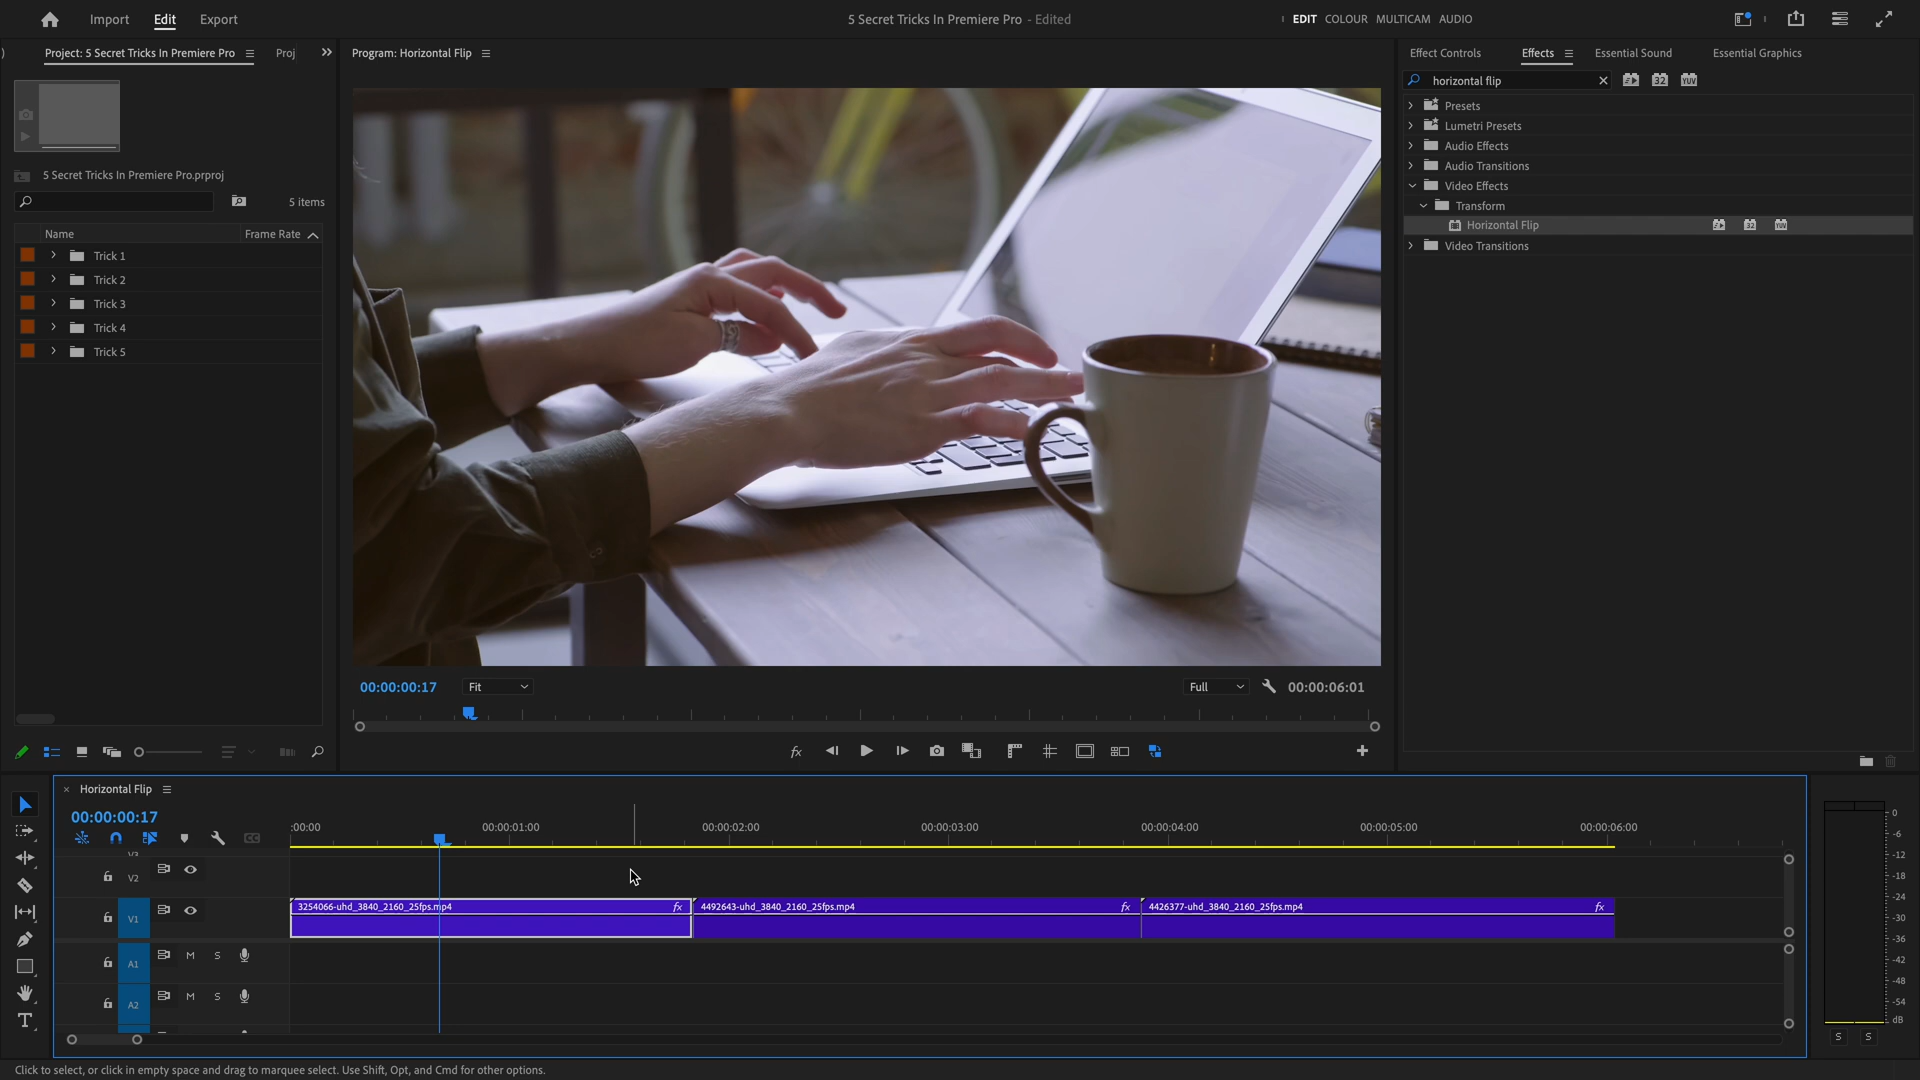 Import Edit Export
5 Secret Tricks In Premiere Pro - Edited
EDIT COLOUR MULTICAM AUDIO
Project: 5 Secret Tricks In Premiere Pro
Proj
5 Secret Tricks In Premiere Pro.prproj
5 items
Name Frame Rate
Trick 1
Trick 2
Trick 3
Trick 4
Trick 5
Program: Horizontal Flip
00:00:00:17 Fit Full 00:00:06:01
fx
Effect Controls Effects Essential Sound Essential Graphics
horizontal flip 32 YUV
Presets
Lumetri Presets
Audio Effects
Audio Transitions
Video Effects
Transform
Horizontal Flip 32 YUV
Video Transitions
Horizontal Flip
00:00:00:17
:00:00 00:00:01:00 00:00:02:00 00:00:03:00 00:00:04:00 00:00:05:00 00:00:06:00
CC
V3
V2
V1
3254066-uhd_3840_2160_25fps.mp4 fx
4492643-uhd_3840_2160_25fps.mp4 fx
4426377-uhd_3840_2160_25fps.mp4 fx
A1 M S
A2 M S
T
0
-6
-12
-18
-24
-30
-36
-42
-48
-54
dB
S S
Click to select, or click in empty space and drag to marquee select. Use Shift, Opt, and Cmd for other options.